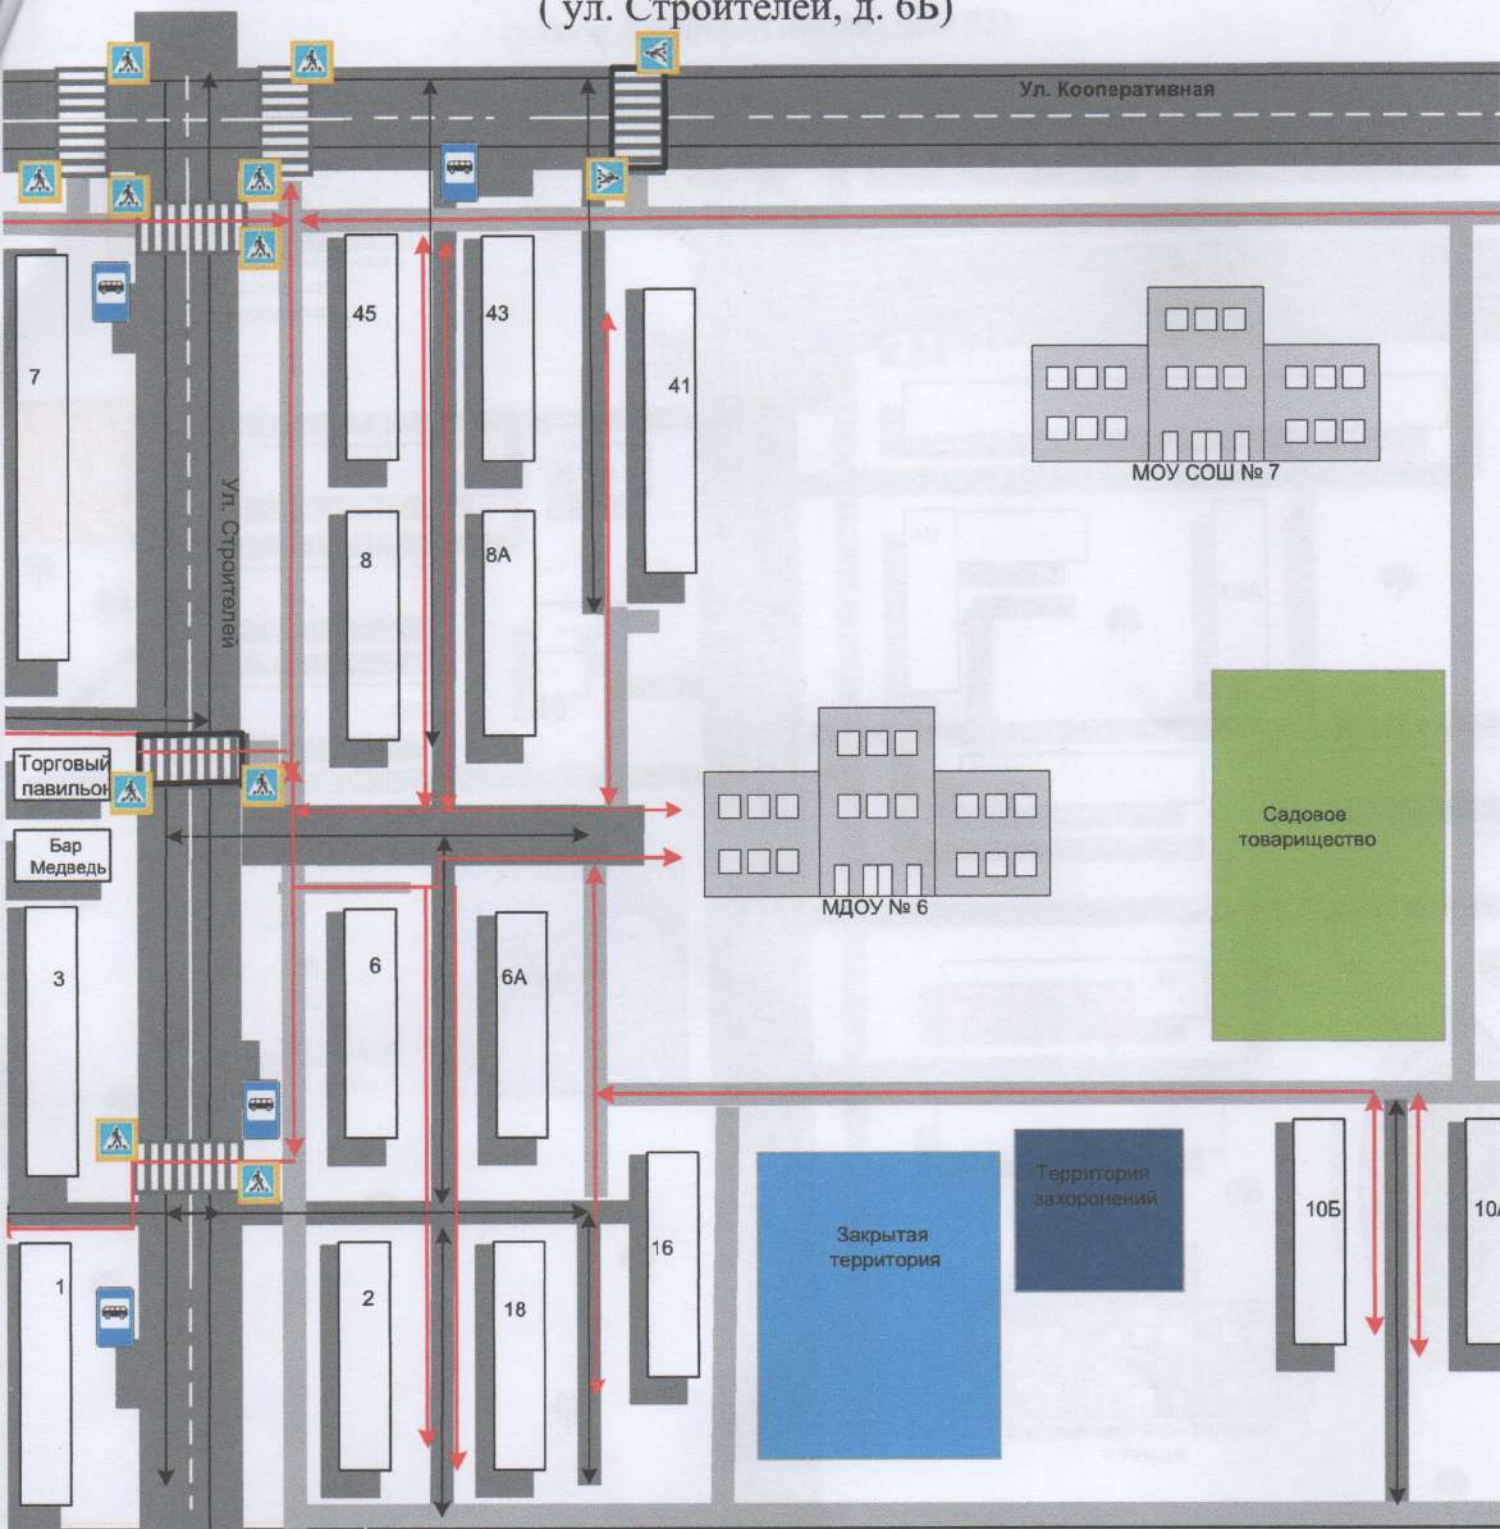 ( ул. Строителей, д. 6Б)
Ул. Кооперативная
45
43
7
41
МОУ СОШ № 7
Ул. Строителей
8
8А
Торговый
павильон
Бар
Медведь
Садовое
товарищество
МДОУ № 6
3
6
6А
Территория
захоронений
Закрытая
территория
10Б
10А
16
1
2
18